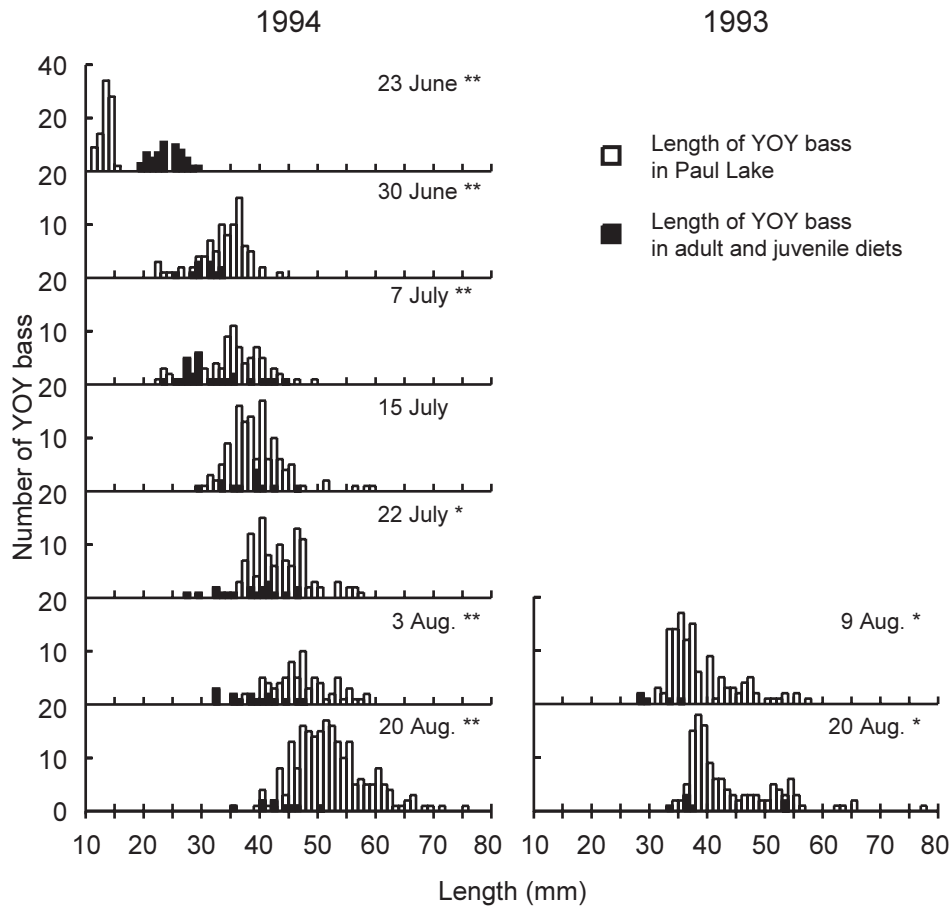 1994
1993
40
23 June **
20
Length of YOY bass
in Paul Lake
Length of YOY bass
in adult and juvenile diets
20
30 June **
10
20
7 July **
10
20
15 July
10
20
22 July *
10
20
3 Aug. **
9 Aug. *
10
20
20 Aug. **
20 Aug. *
10
0
10 20 30 40 50 60 70 80
10 20 30 40 50 60 70 80
Number of YOY bass
Length (mm)